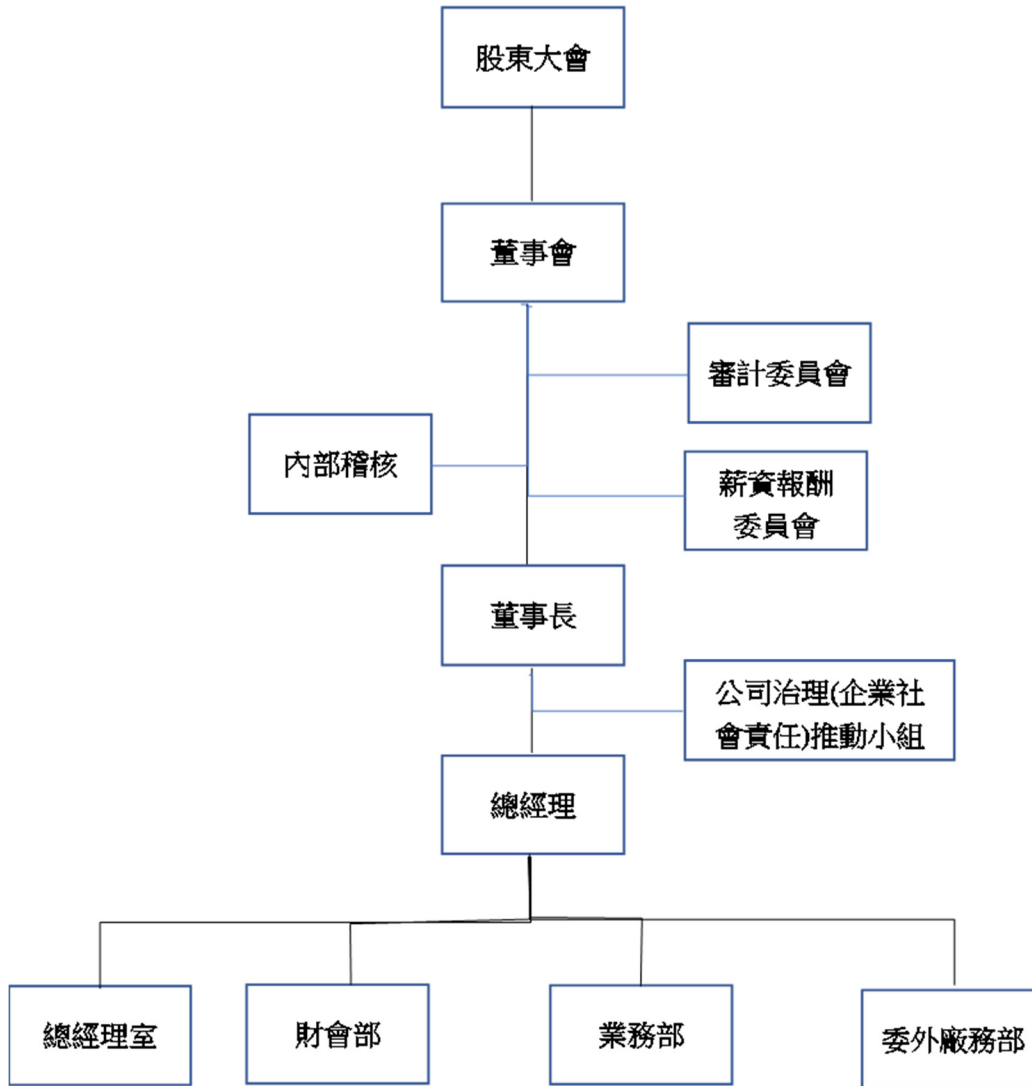 股東大會
董事會
審計委員會
內部稽核
薪資報酬
委員會
董事長
公司治理(企業社
會責任)推動小組
總經理
總經理室
財會部
業務部
委外廠務部